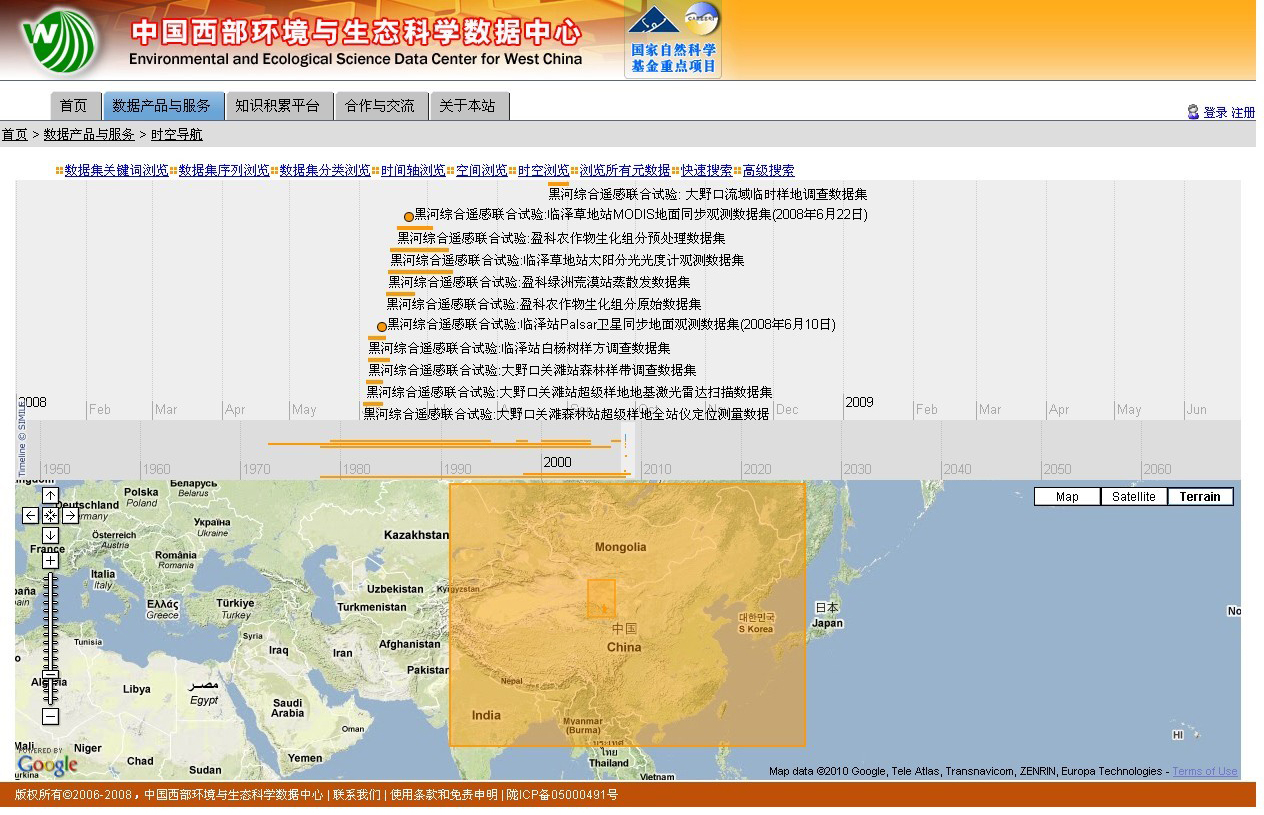 中国西部环境与生态科学数据中心
Environmental and Ecological Science Data Center for West China
CAREERI
国家自然科学
基金重点项目
首页 数据产品与服务 知识积累平台 合作与交流 关于本站
登录 注册
首页 > 数据产品与服务 > 时空导航
数据集关键词浏览 数据集序列浏览 数据集分类浏览 时间轴浏览 空间浏览 时空浏览 浏览所有元数据 快速搜索 高级搜索
黑河综合遥感联合试验: 大野口流域临时样地调查数据集
黑河综合遥感联合试验:临泽草地站MODIS地面同步观测数据集(2008年6月22日)
黑河综合遥感联合试验:盈科农作物生化组分预处理数据集
黑河综合遥感联合试验:临泽草地站太阳分光光度计观测数据集
黑河综合遥感联合试验:盈科绿洲荒漠站蒸散发数据集
黑河综合遥感联合试验:盈科农作物生化组分原始数据集
黑河综合遥感联合试验:临泽站Palsar卫星同步地面观测数据集(2008年6月10日)
黑河综合遥感联合试验:临泽站白杨树样方调查数据集
黑河综合遥感联合试验:大野口关滩站森林样带调查数据集
黑河综合遥感联合试验:大野口关滩站超级样地地基激光雷达扫描数据集
黑河综合遥感联合试验:大野口关滩森林站超级样地全站仪定位测量数据
2008 Feb Mar Apr May Oct Dec 2009 Feb Mar Apr May Jun
Timeline © SIMILE
1950 1960 1970 1980 1990 2000 2010 2020 2030 2040 2050 2060
Map Satellite Terrain
Polska
Poland
Беларусь
Belarus
Deutschland
Україна
Ukraine
Österreich
Austria
France
România
Romania
Italia
Italy
Ελλάς
Greece
Türkiye
Turkey
Kazakhstan
Uzbekistan
Kyrgyzstan
Turkmenistan
Mongolia
中国
China
대한민국
S Korea
日本
Japan
Tunisia
Syria
Iraq
Iran
Afghanistan
Pakistan
Algeria
Libya
مصر
Egypt
Saudi
Arabia
Nepal
India
Myanmar
(Burma)
Oman
Yemen
Mali
Niger
Chad
Sudan
ไทย
Thailand
Vietnam
No
HI
POWERED BY
Google
Map data ©2010 Google, Tele Atlas, Transnavicom, ZENRIN, Europa Technologies - Terms of Use
版权所有©2006-2008，中国西部环境与生态科学数据中心 | 联系我们 | 使用条款和免责申明 | 陇ICP备05000491号